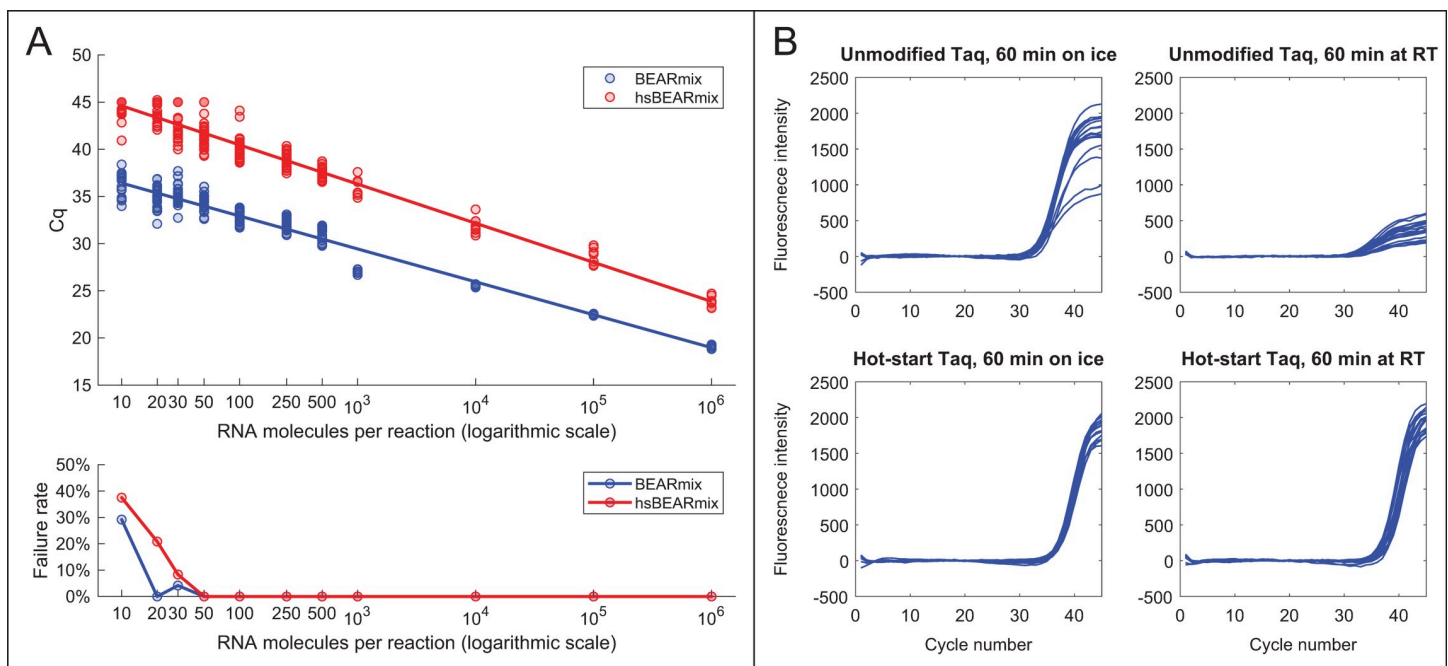 A
50
45
40
35
30
25
20
15
Cq
BEARmix
hsBEARmix
10 20 30 50 100 250 500 10³ 10⁴ 10⁵ 10⁶
RNA molecules per reaction (logarithmic scale)
50%
40%
30%
20%
10%
0%
Failure rate
BEARmix
hsBEARmix
10 20 30 50 100 250 500 10³ 10⁴ 10⁵ 10⁶
RNA molecules per reaction (logarithmic scale)
B
Unmodified Taq, 60 min on ice
2500
2000
1500
1000
500
0
-500
Fluorescnece intensity
0 10 20 30 40
Unmodified Taq, 60 min at RT
2500
2000
1500
1000
500
0
-500
0 10 20 30 40
Hot-start Taq, 60 min on ice
2500
2000
1500
1000
500
0
-500
Fluorescnece intensity
0 10 20 30 40
Cycle number
Hot-start Taq, 60 min at RT
2500
2000
1500
1000
500
0
-500
0 10 20 30 40
Cycle number